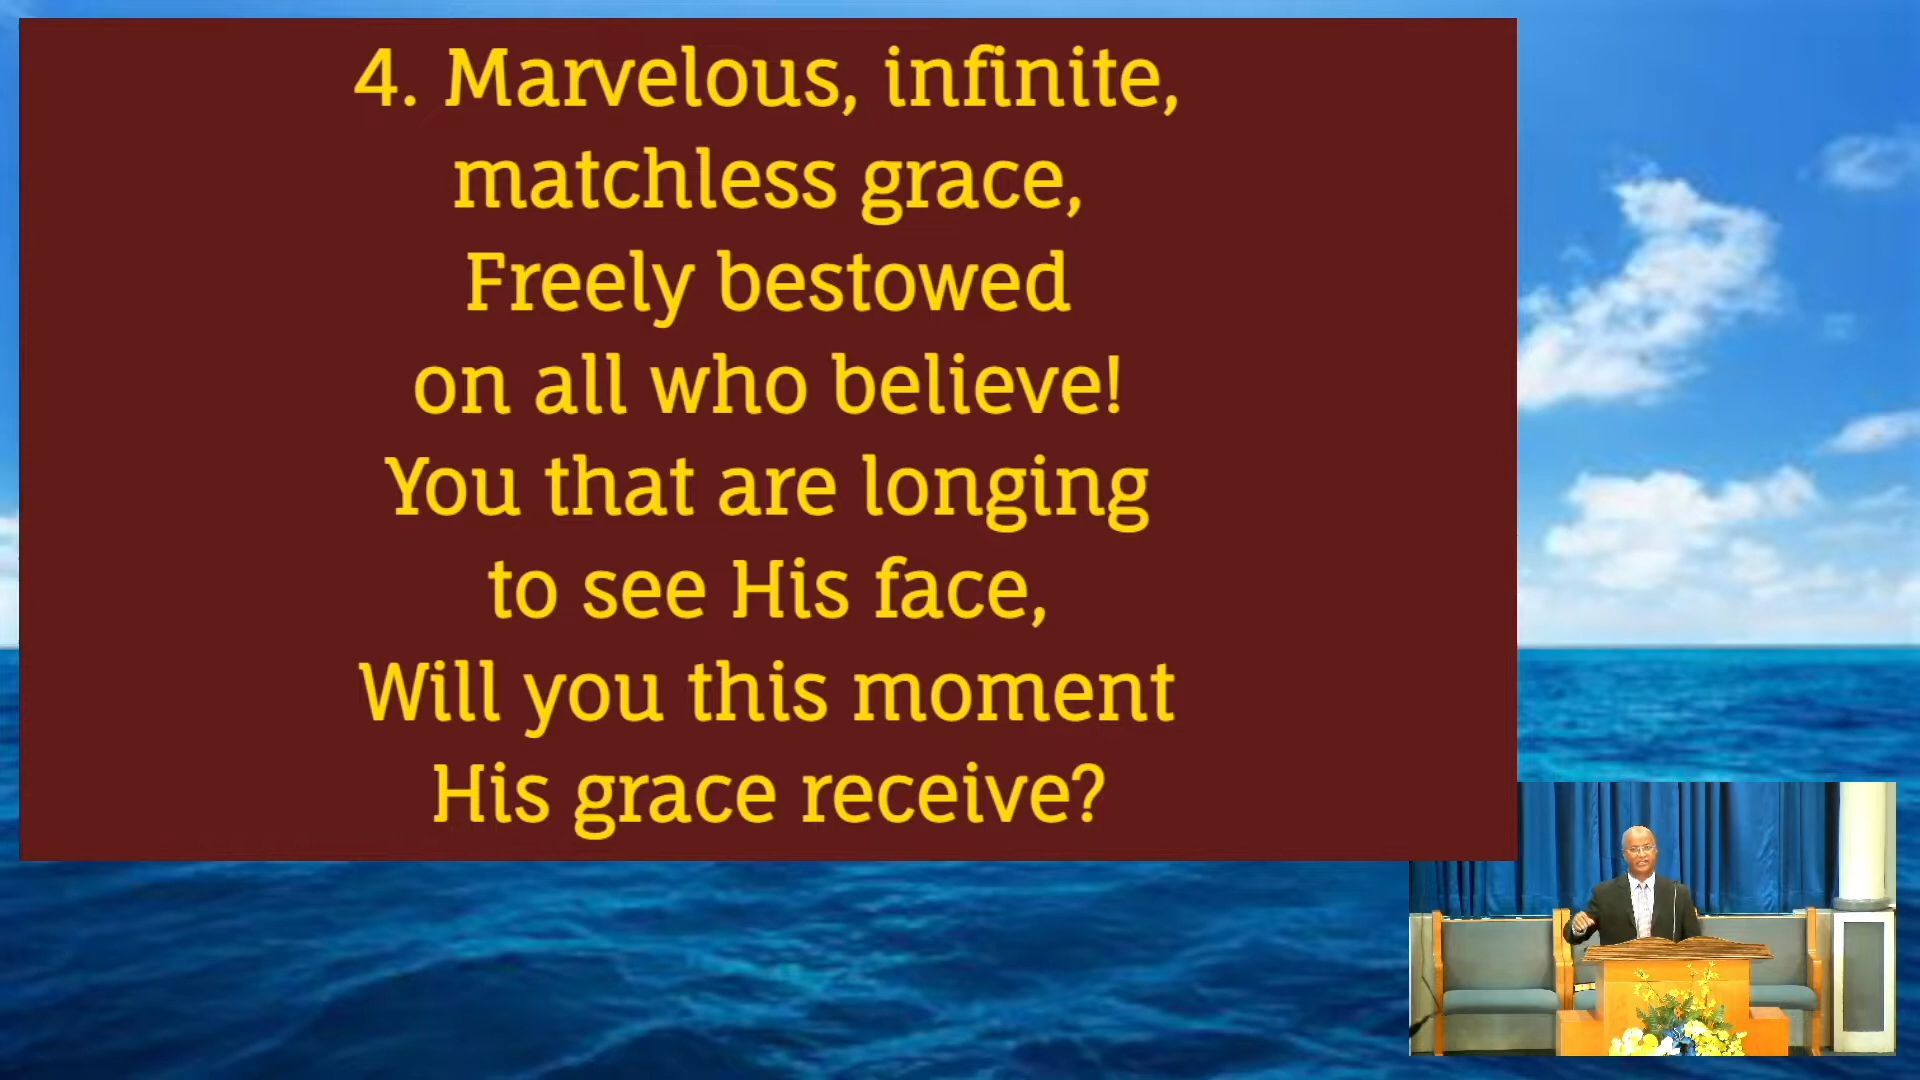 4. Marvelous, infinite,
matchless grace,
Freely bestowed
on all who believe!
You that are longing
to see His face,
Will you this moment
His grace receive?